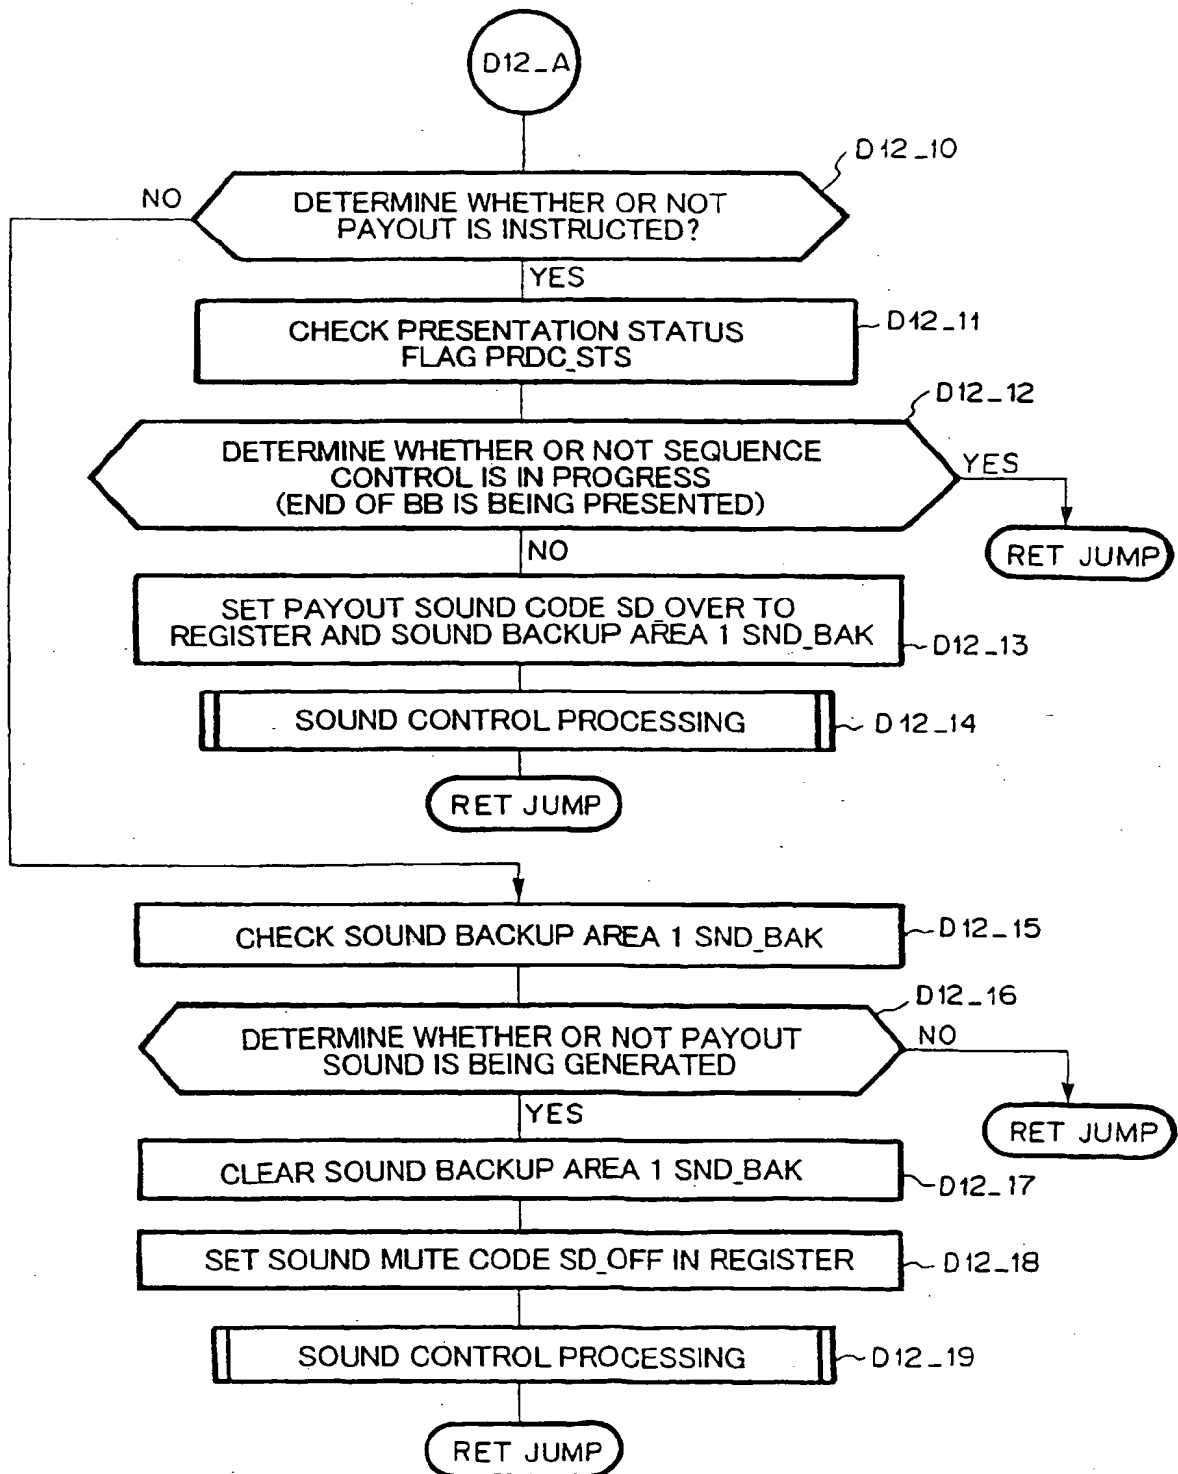 D12_A
D12_10
NO
DETERMINE WHETHER OR NOT
PAYOUT IS INSTRUCTED?
YES
CHECK PRESENTATION STATUS
FLAG PRDC_STS
D12_11
D12_12
DETERMINE WHETHER OR NOT SEQUENCE
CONTROL IS IN PROGRESS
(END OF BB IS BEING PRESENTED)
YES
RET JUMP
NO
SET PAYOUT SOUND CODE SD_OVER TO
REGISTER AND SOUND BACKUP AREA 1 SND_BAK
D12_13
SOUND CONTROL PROCESSING
D12_14
RET JUMP
CHECK SOUND BACKUP AREA 1 SND_BAK
D12_15
D12_16
DETERMINE WHETHER OR NOT PAYOUT
SOUND IS BEING GENERATED
NO
RET JUMP
YES
CLEAR SOUND BACKUP AREA 1 SND_BAK
D12_17
SET SOUND MUTE CODE SD_OFF IN REGISTER
D12_18
SOUND CONTROL PROCESSING
D12_19
RET JUMP